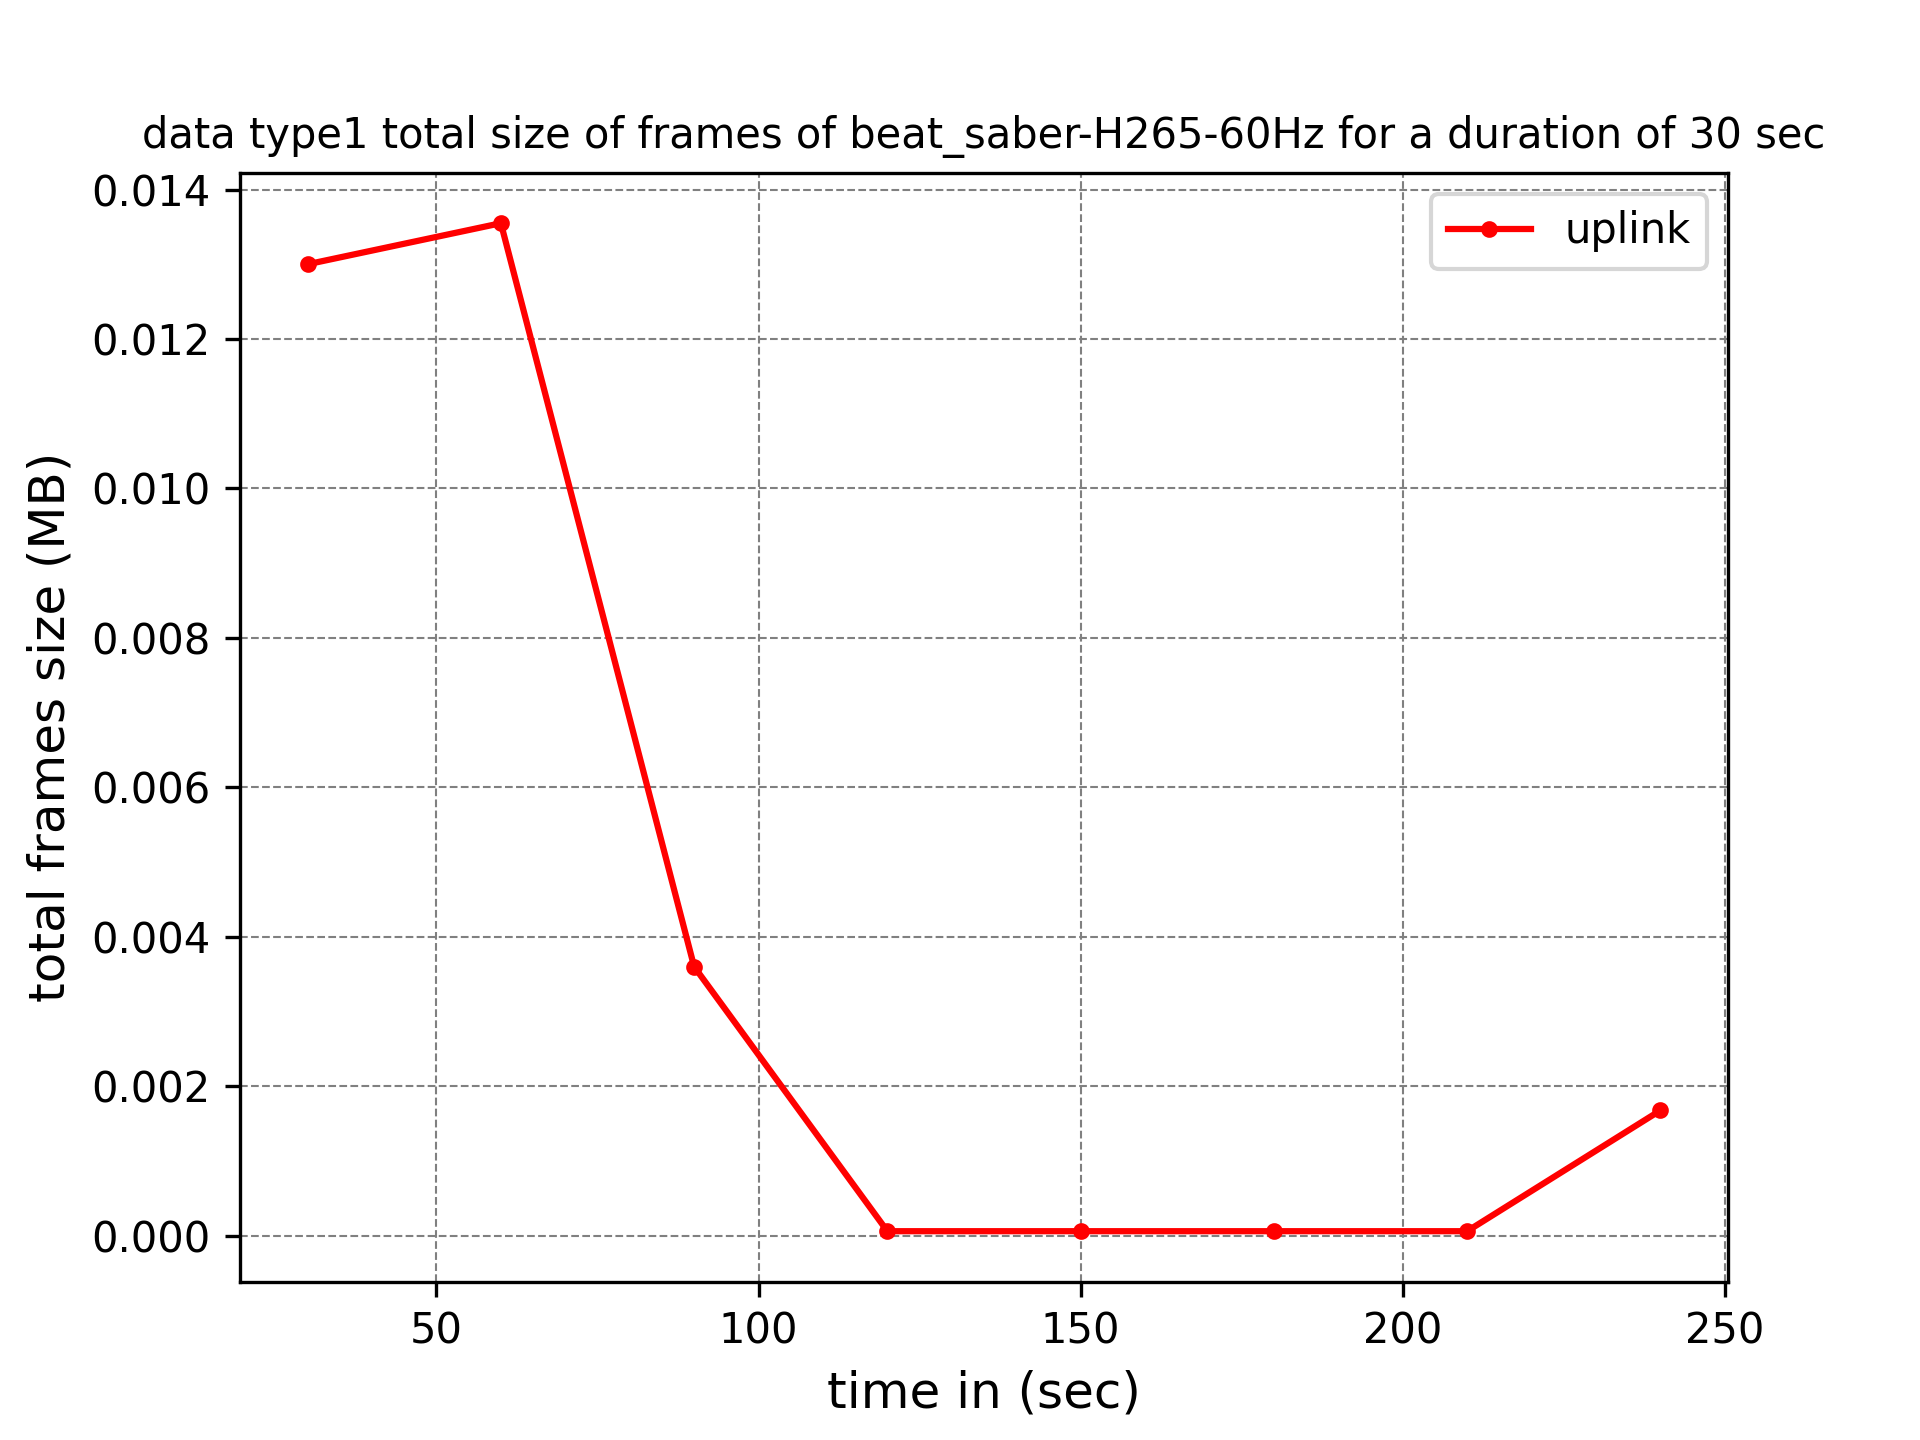 data type1 total size of frames of beat_saber-H265-60Hz for a duration of 30 sec
0.014
uplink
0.012
0.010
0.008
0.006
0.004
0.002
0.000
total frames size (MB)
50 100 150 200 250
time in (sec)